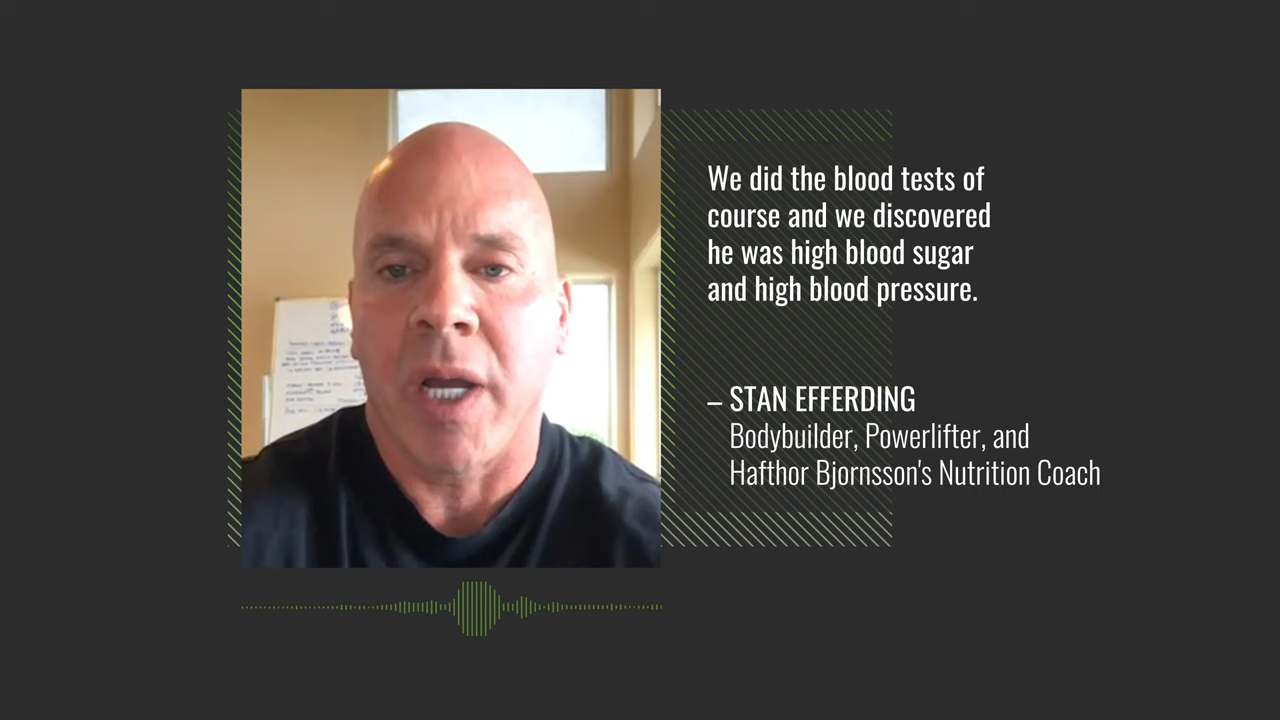 We did the blood tests of
course and we discovered
he was high blood sugar
and high blood pressure.
– STAN EFFERDING
Bodybuilder, Powerlifter, and
Hafthor Bjornsson's Nutrition Coach